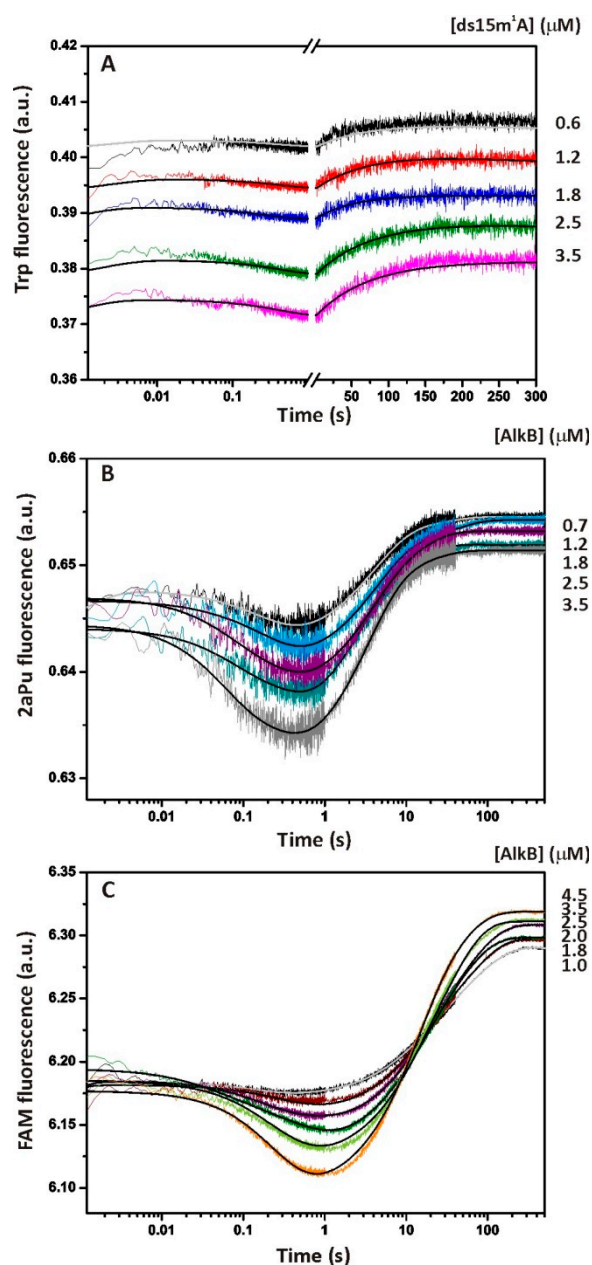 [ds15m¹A] (μM)
A
0.42
0.41
0.40
0.39
0.38
0.37
0.36
Trp fluorescence (a.u.)
0.6
1.2
1.8
2.5
3.5
0.01 0.1 50 100 150 200 250 300
Time (s)
[AlkB] (μM)
B
0.66
0.65
0.64
0.63
2aPu fluorescence (a.u.)
0.7
1.2
1.8
2.5
3.5
0.01 0.1 1 10 100
Time (s)
[AlkB] (μM)
C
6.35
6.30
6.25
6.20
6.15
6.10
FAM fluorescence (a.u.)
4.5
3.5
2.5
2.0
1.8
1.0
0.01 0.1 1 10 100
Time (s)